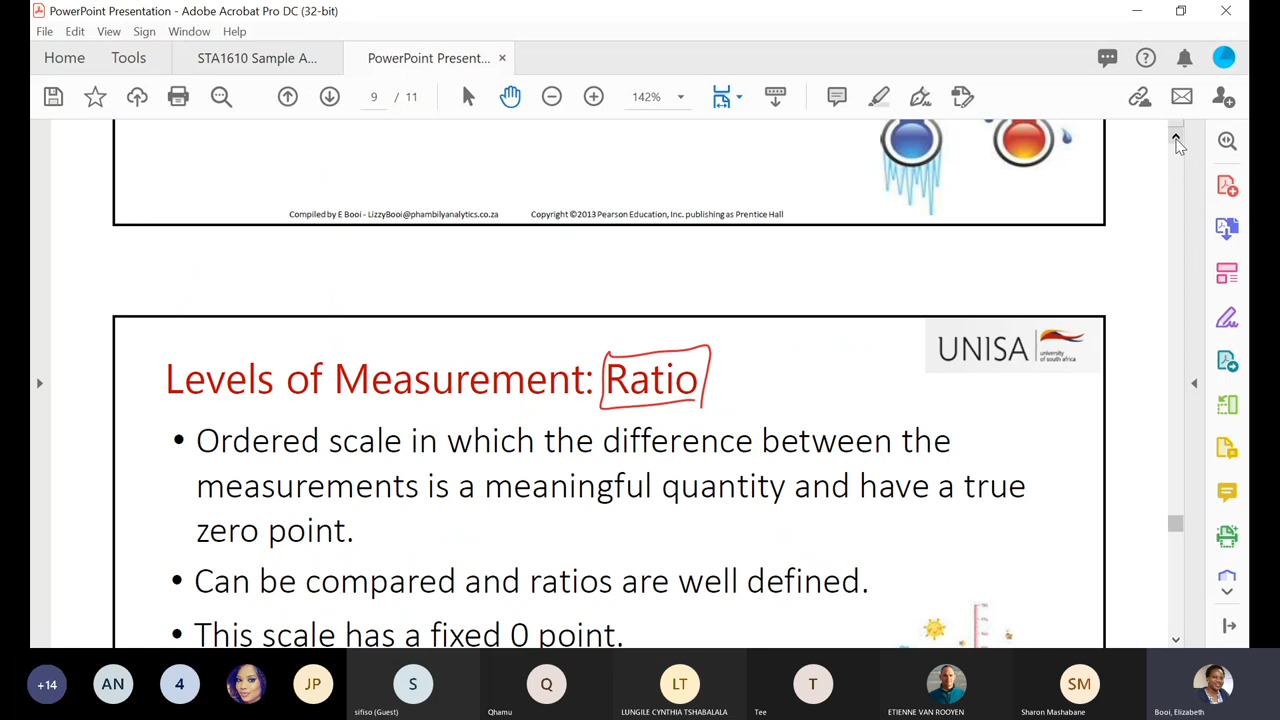 PowerPoint Presentation - Adobe Acrobat Pro DC (32-bit)
File Edit View Sign Window Help
Home Tools STA1610 Sample A... PowerPoint Present... ×
9 / 11 142%
Compiled by E Booi - LizzyBooi@phambilyanalytics.co.za Copyright ©2013 Pearson Education, Inc. publishing as Prentice Hall
UNISA university of south africa
Levels of Measurement: Ratio
• Ordered scale in which the difference between the
measurements is a meaningful quantity and have a true
zero point.
• Can be compared and ratios are well defined.
• This scale has a fixed 0 point.
+14 AN 4 JP S Q LT T SM
sifiso (Guest) Qhamu LUNGILE CYNTHIA TSHABALALA Tee ETIENNE VAN ROOYEN Sharon Mashabane Booi, Elizabeth